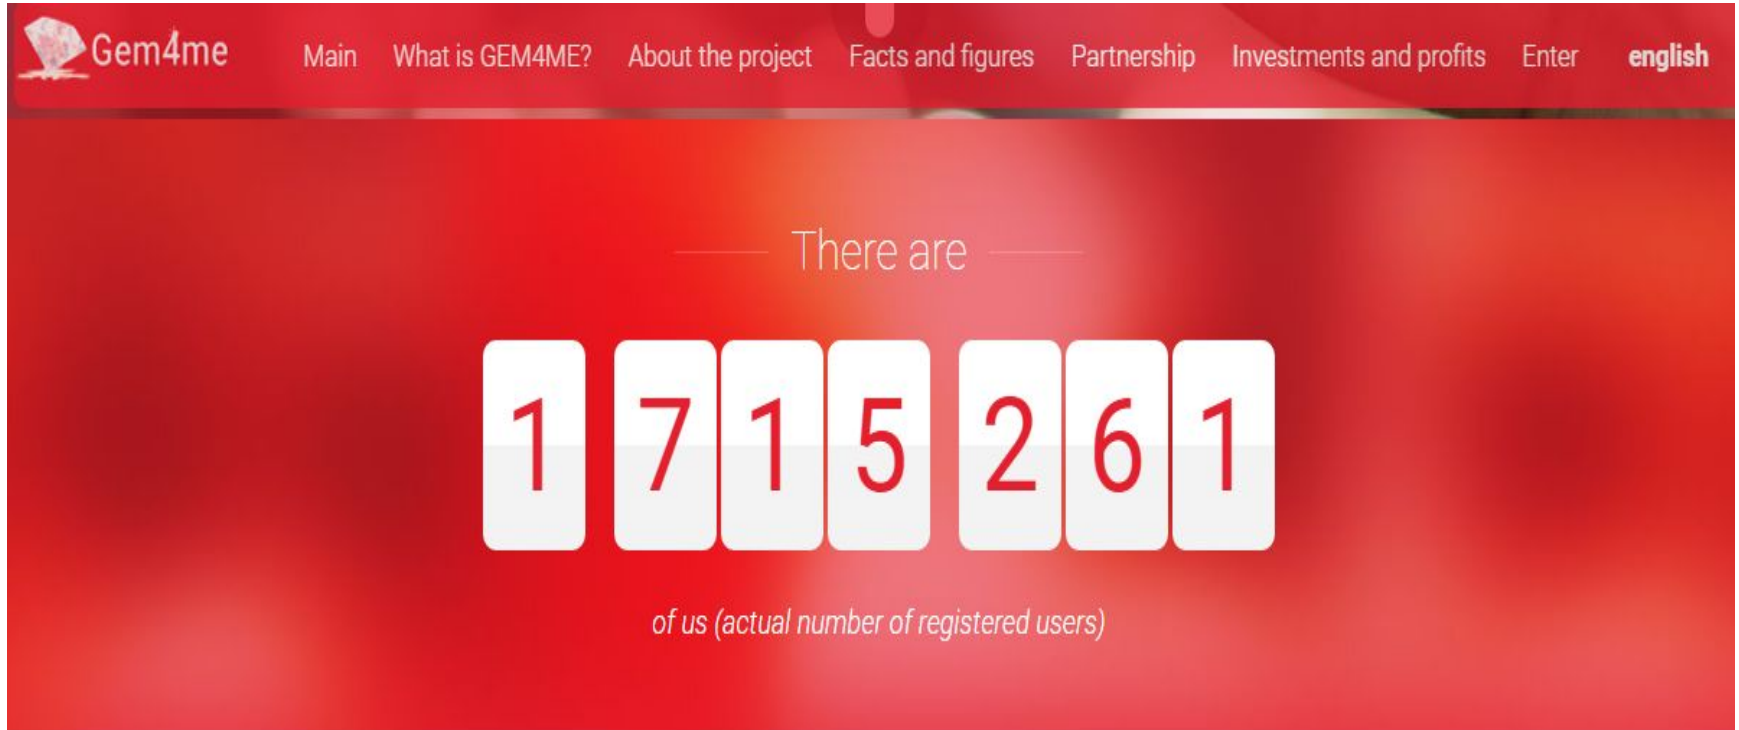 Gem4me Main What is GEM4ME? About the project Facts and figures Partnership Investments and profits Enter english
There are
1 715 261
of us (actual number of registered users)